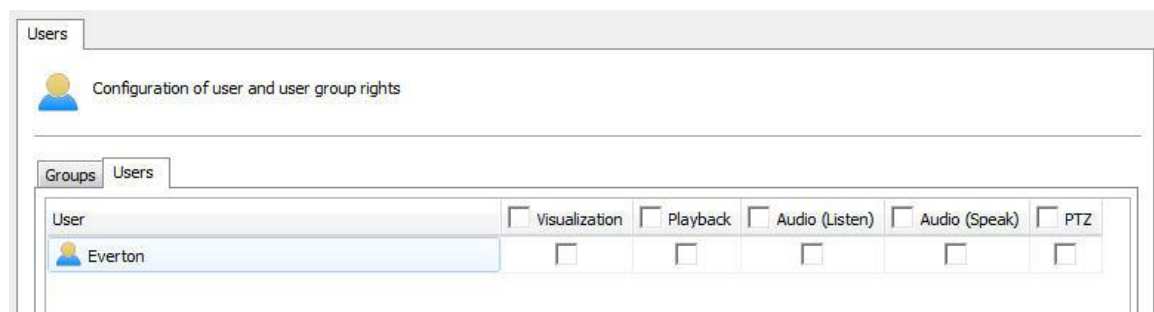 Users
Configuration of user and user group rights
Groups Users
User Visualization Playback Audio (Listen) Audio (Speak) PTZ
Everton